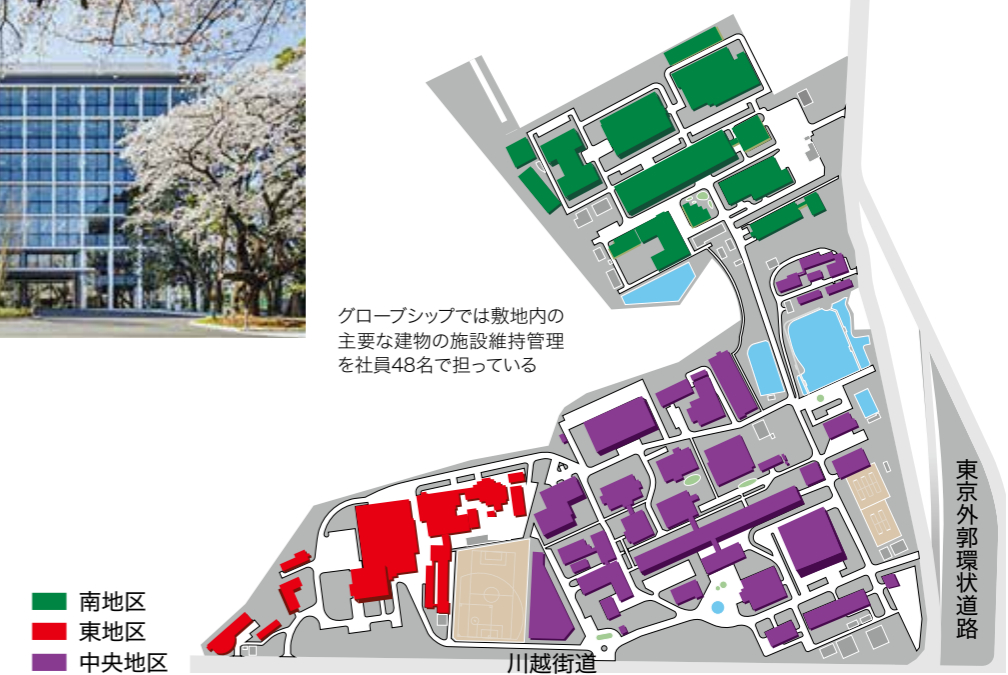 グローブシップでは敷地内の
主要な建物の施設維持管理
を社員48名で担っている
東京外郭環状道路
南地区
東地区
中央地区
川越街道